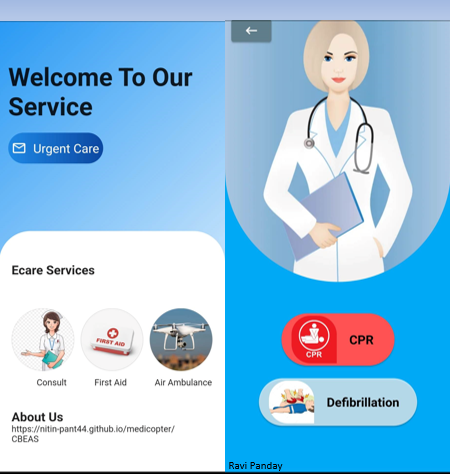 Welcome To Our
Service
Urgent Care
Ecare Services
Consult
First Aid
Air Ambulance
FIRST AID
About Us
https://nitin-pant44.github.io/medicopter/
CBEAS
CPR
CPR
Defibrillation
Ravi Panday